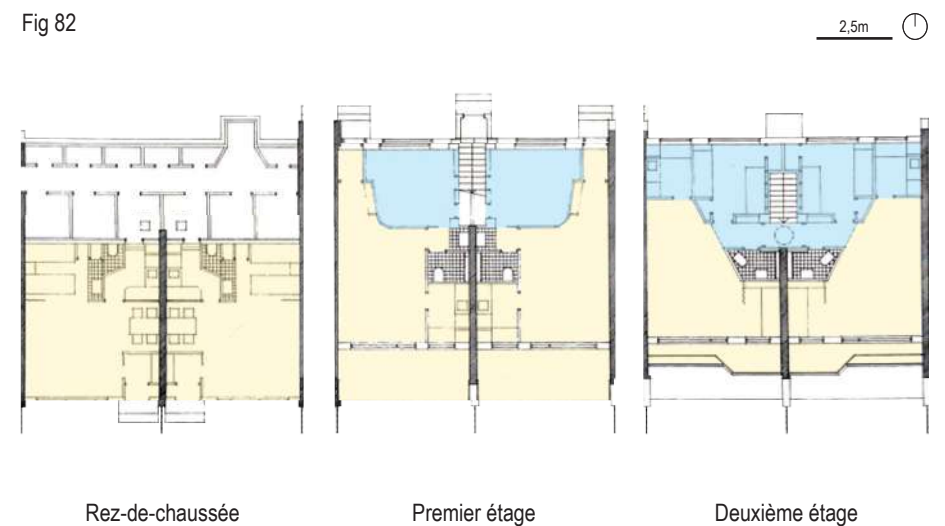 Fig 82
2,5m
Rez-de-chaussée
Premier étage
Deuxième étage